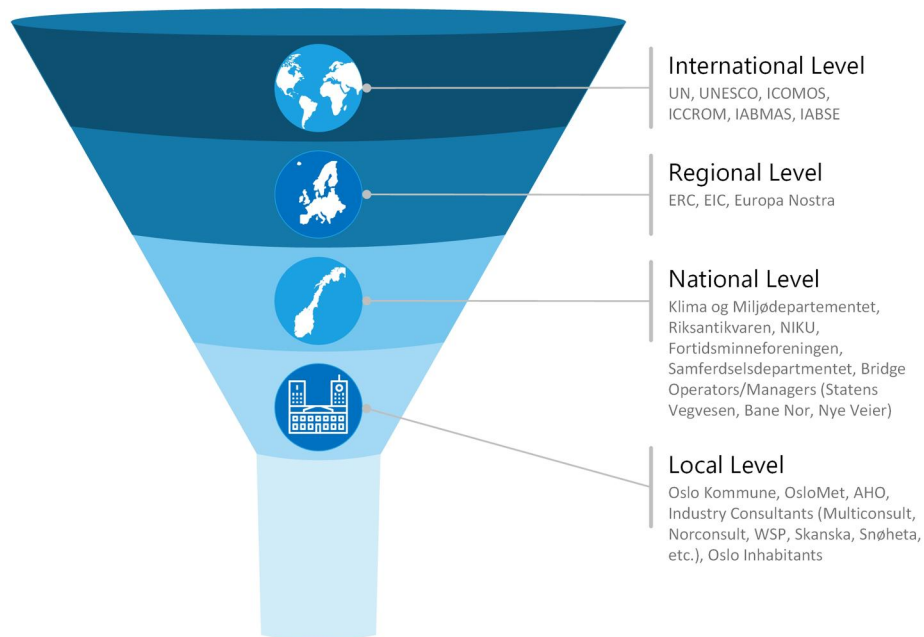 International Level
UN, UNESCO, ICOMOS,
ICCROM, IABMAS, IABSE
Regional Level
ERC, EIC, Europa Nostra
National Level
Klima og Miljødepartementet,
Riksantikvaren, NIKU,
Fortidsminneforeningen,
Samferdselsdepartmentet, Bridge
Operators/Managers (Statens
Vegvesen, Bane Nor, Nye Veier)
Local Level
Oslo Kommune, OsloMet, AHO,
Industry Consultants (Multiconsult,
Norconsult, WSP, Skanska, Snøheta,
etc.), Oslo Inhabitants